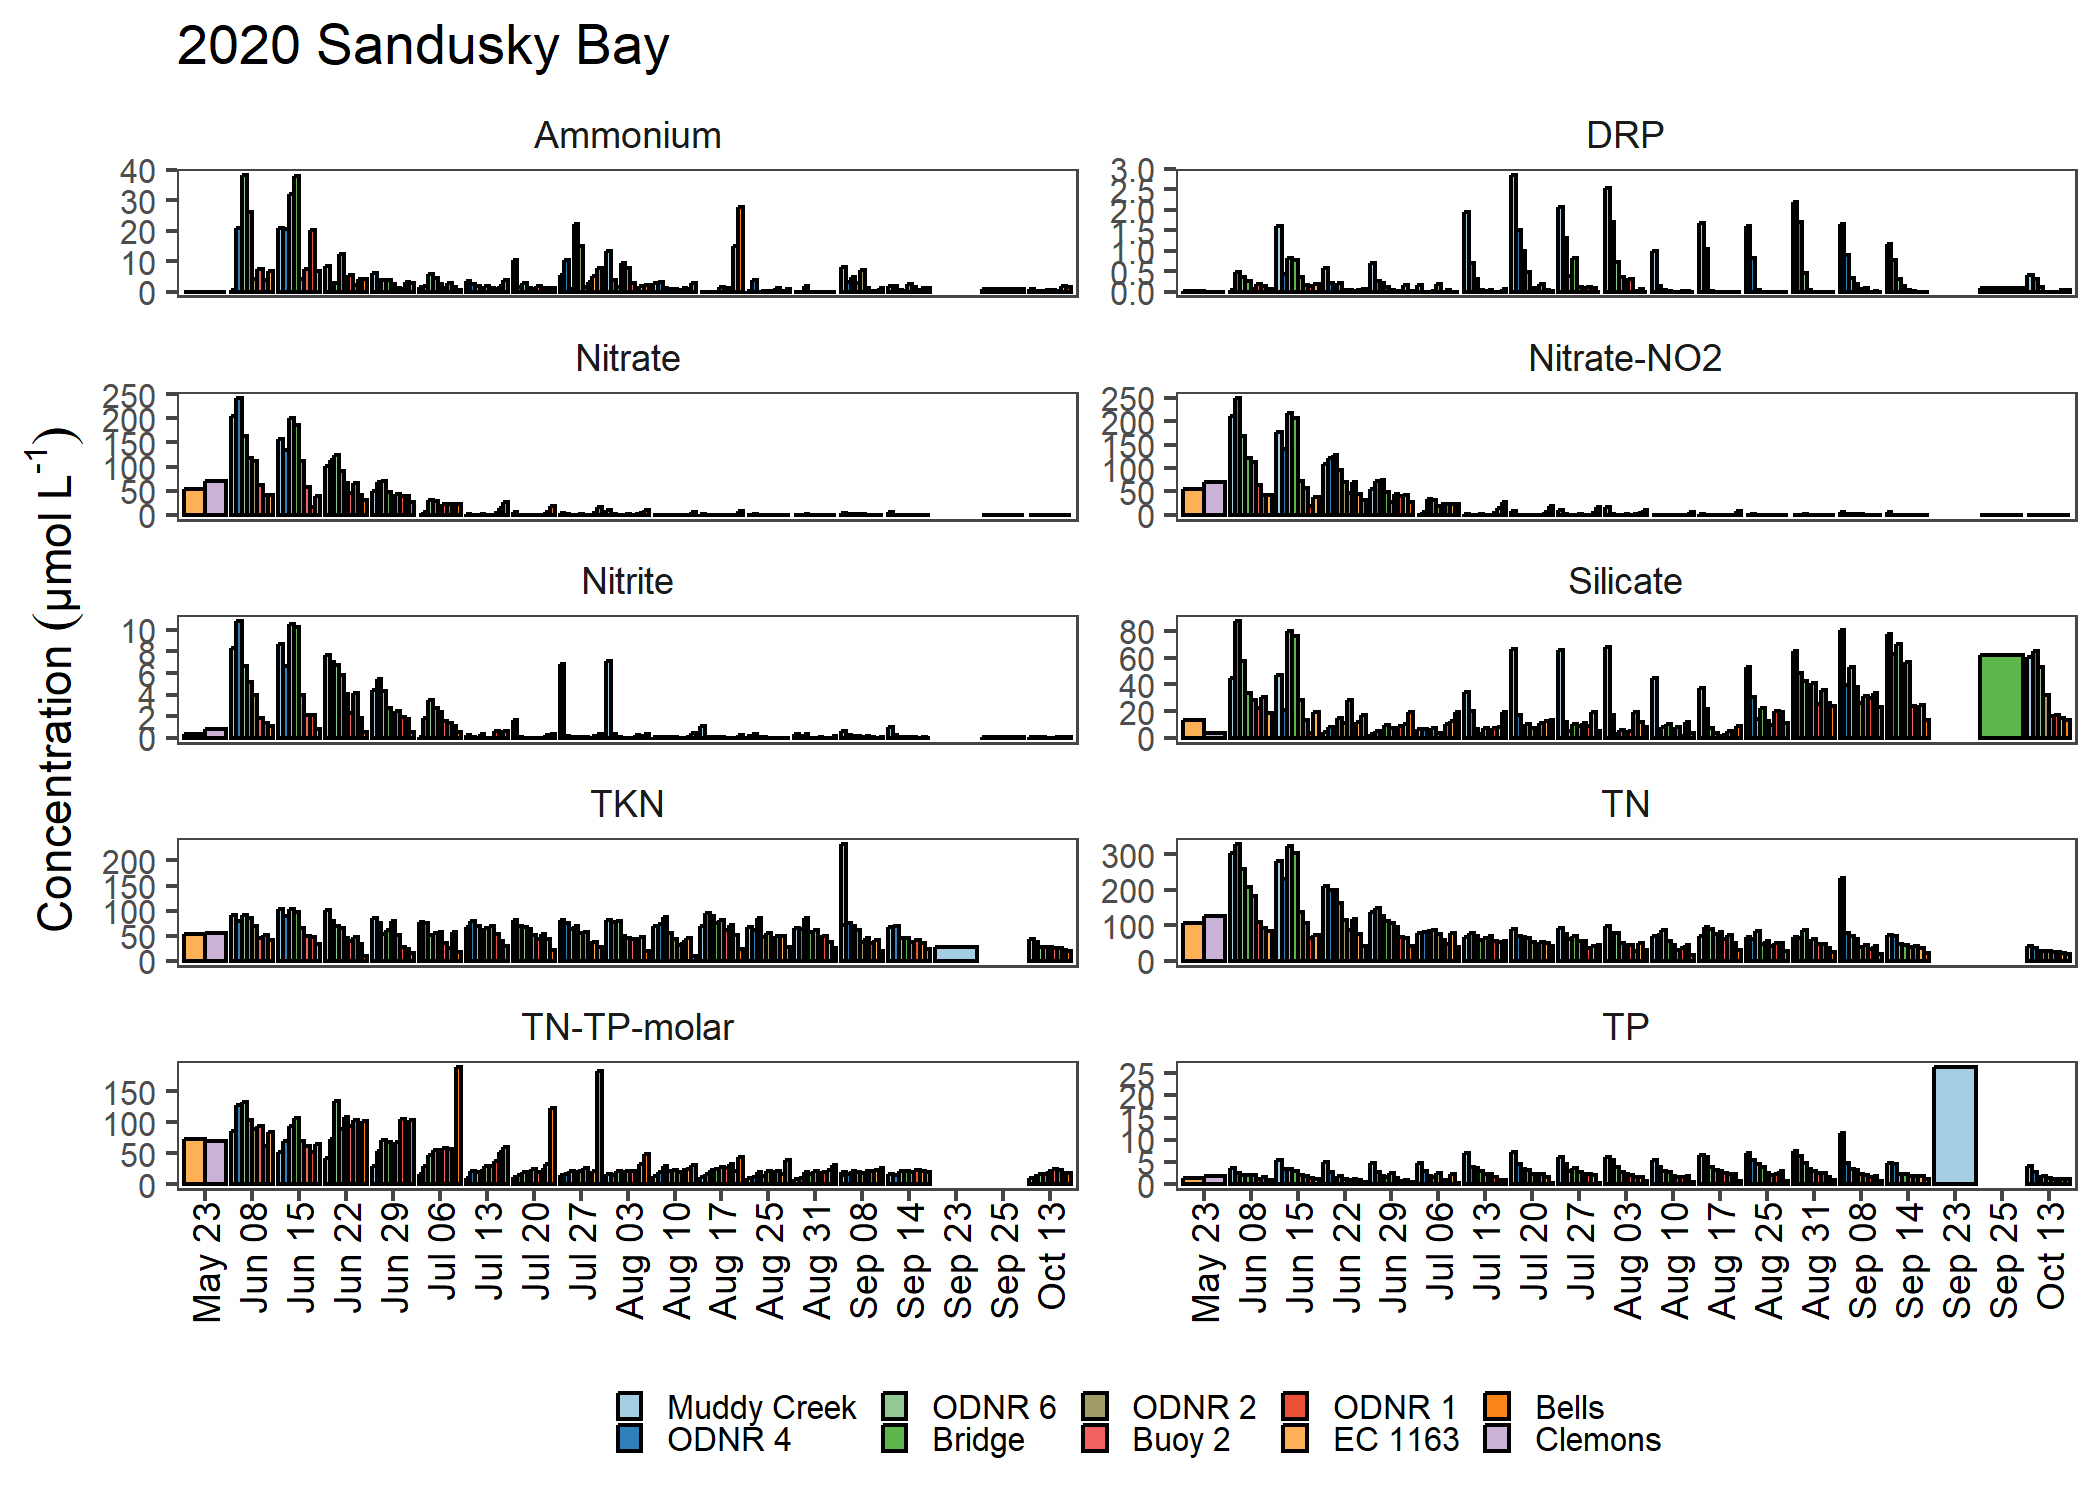 2020 Sandusky Bay
Ammonium
DRP
40
30
20
10
0
3.0
2.5
2.0
1.5
1.0
0.5
0.0
Nitrate
Nitrate-NO2
250
200
150
100
50
0
250
200
150
100
50
0
Nitrite
Silicate
10
8
6
4
2
0
80
60
40
20
0
TKN
TN
200
150
100
50
0
300
200
100
0
TN-TP-molar
TP
150
100
50
0
25
20
15
10
5
0
Concentration (µmol L-1)
May 23
Jun 08
Jun 15
Jun 22
Jun 29
Jul 06
Jul 13
Jul 20
Jul 27
Aug 03
Aug 10
Aug 17
Aug 25
Aug 31
Sep 08
Sep 14
Sep 23
Sep 25
Oct 13
May 23
Jun 08
Jun 15
Jun 22
Jun 29
Jul 06
Jul 13
Jul 20
Jul 27
Aug 03
Aug 10
Aug 17
Aug 25
Aug 31
Sep 08
Sep 14
Sep 23
Sep 25
Oct 13
Muddy Creek ODNR 6 ODNR 2 ODNR 1 Bells
ODNR 4 Bridge Buoy 2 EC 1163 Clemons